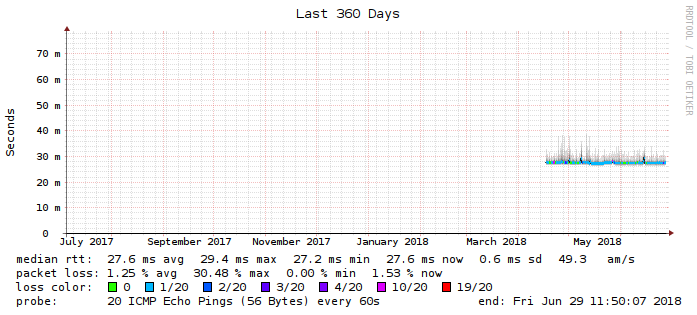 Last 360 Days
RRDTOOL / TOBI OETIKER
Seconds
70 m
60 m
50 m
40 m
30 m
20 m
10 m
0
July 2017 September 2017 November 2017 January 2018 March 2018 May 2018
median rtt: 27.6 ms avg 29.4 ms max 27.2 ms min 27.6 ms now 0.6 ms sd 49.3 am/s
packet loss: 1.25 % avg 30.48 % max 0.00 % min 1.53 % now
loss color: 0 1/20 2/20 3/20 4/20 10/20 19/20
probe: 20 ICMP Echo Pings (56 Bytes) every 60s end: Fri Jun 29 11:50:07 2018